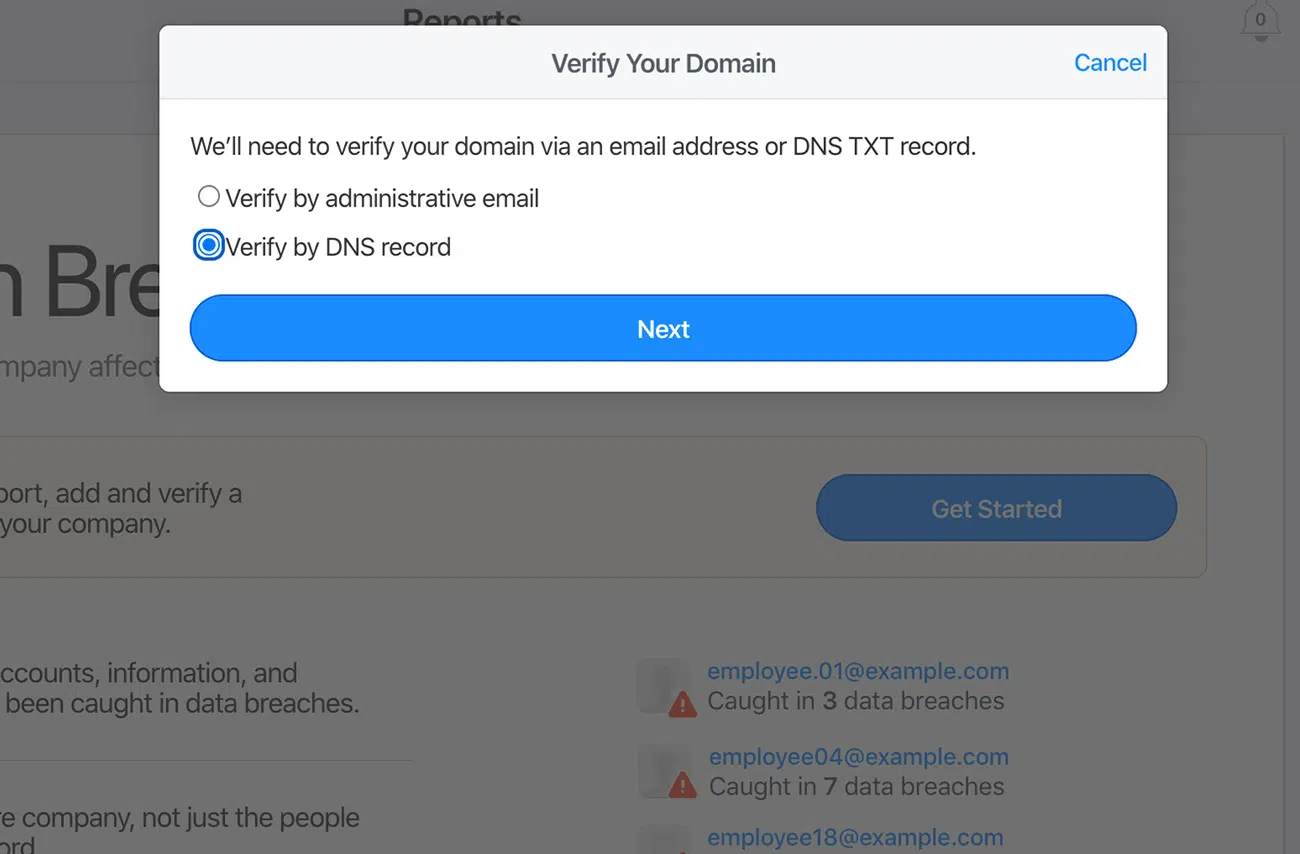 Reports
0
Verify Your Domain
Cancel
We’ll need to verify your domain via an email address or DNS TXT record.
Verify by administrative email
Verify by DNS record
Next
n Bre
mpany affect
port, add and verify a
your company.
Get Started
ccounts, information, and
been caught in data breaches.
employee.01@example.com
Caught in 3 data breaches
employee04@example.com
Caught in 7 data breaches
re company, not just the people
ord
employee18@example.com